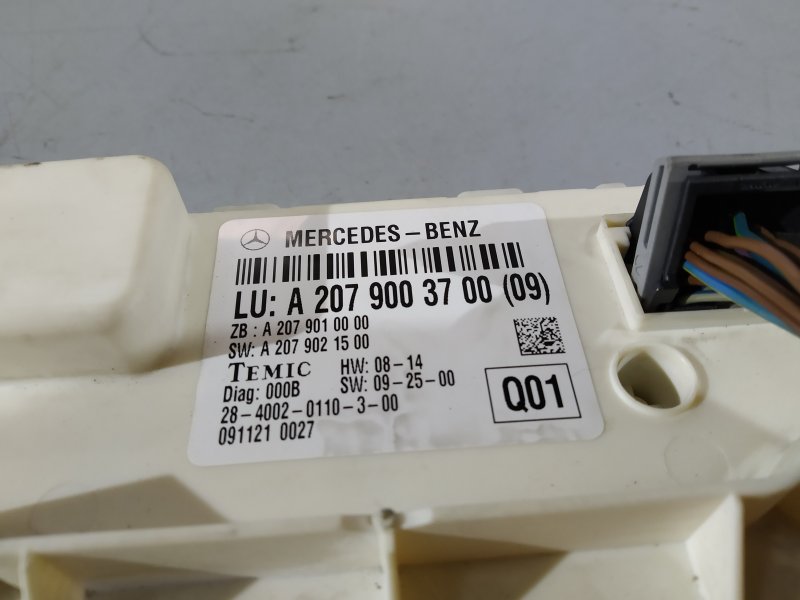 MERCEDES-BENZ
LU: A 207 900 37 00 (09)
ZB : A 207 901 00 00
SW: A 207 902 15 00
TEMIC HW: 08-14
Diag: 000B SW: 09-25-00
28-4002-0110-3-00
091121 0027
Q01